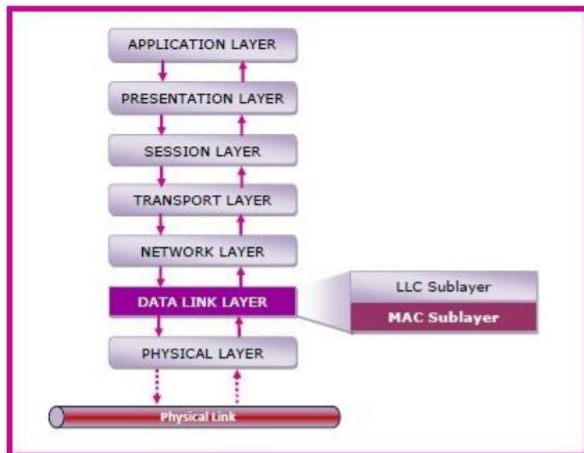 APPLICATION LAYER
PRESENTATION LAYER
SESSION LAYER
TRANSPORT LAYER
NETWORK LAYER
DATA LINK LAYER
LLC Sublayer
MAC Sublayer
PHYSICAL LAYER
Physical Link